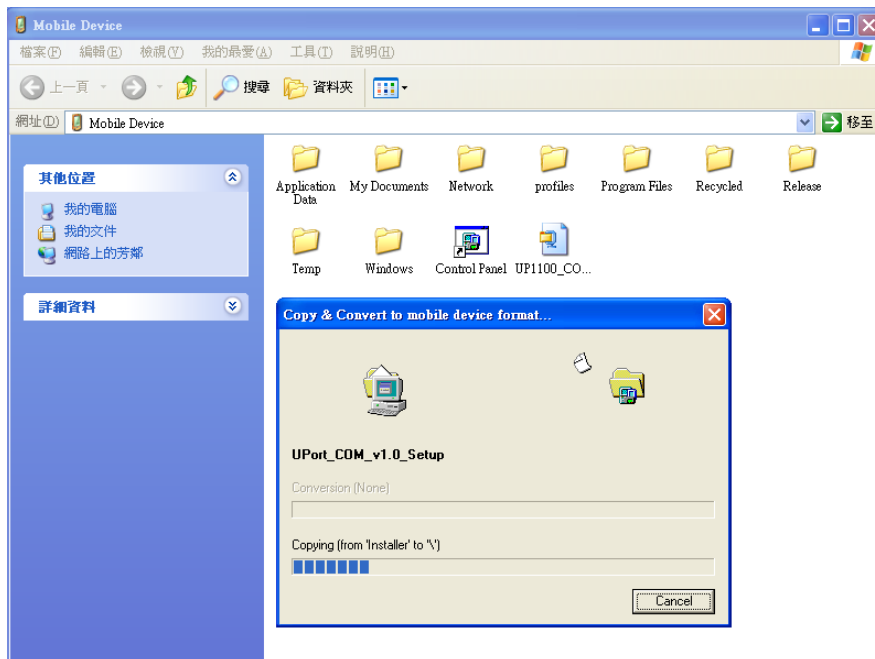 Mobile Device
檔案(F) 編輯(E) 檢視(V) 我的最愛(A) 工具(T) 說明(H)
上一頁 搜尋 資料夾
網址(D) Mobile Device 移至
其他位置
我的電腦
我的文件
網路上的芳鄰
詳細資料
Application Data
My Documents
Network
profiles
Program Files
Recycled
Release
Temp
Windows
Control Panel
UP1100_CO...
Copy & Convert to mobile device format...
UPort_COM_v1.0_Setup
Conversion (None)
Copying (from 'Installer' to '\')
Cancel